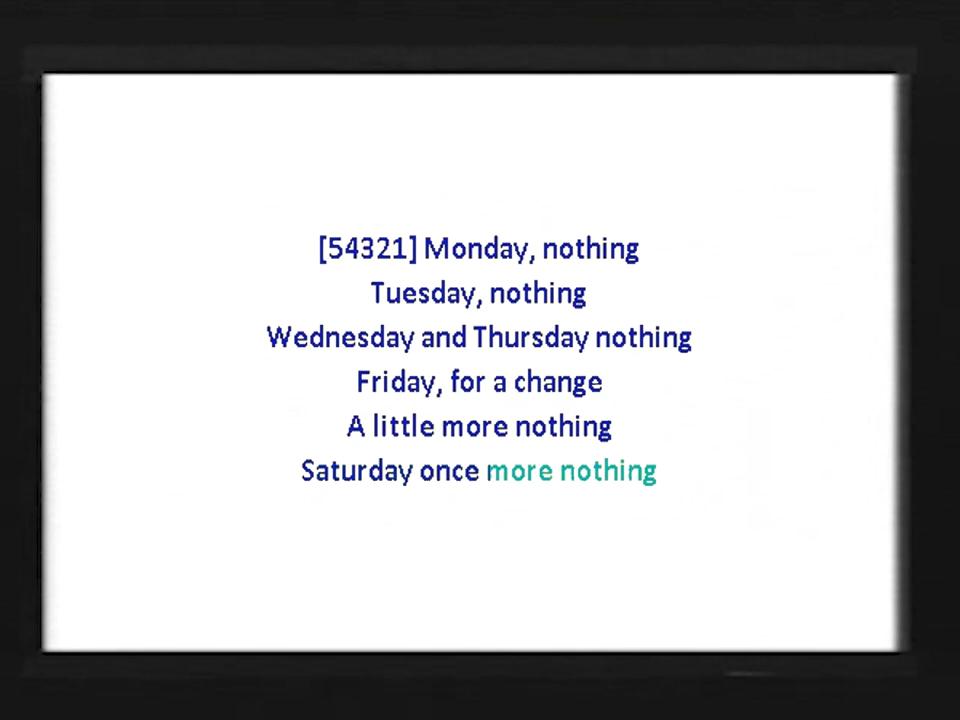 [54321] Monday, nothing
Tuesday, nothing
Wednesday and Thursday nothing
Friday, for a change
A little more nothing
Saturday once more nothing